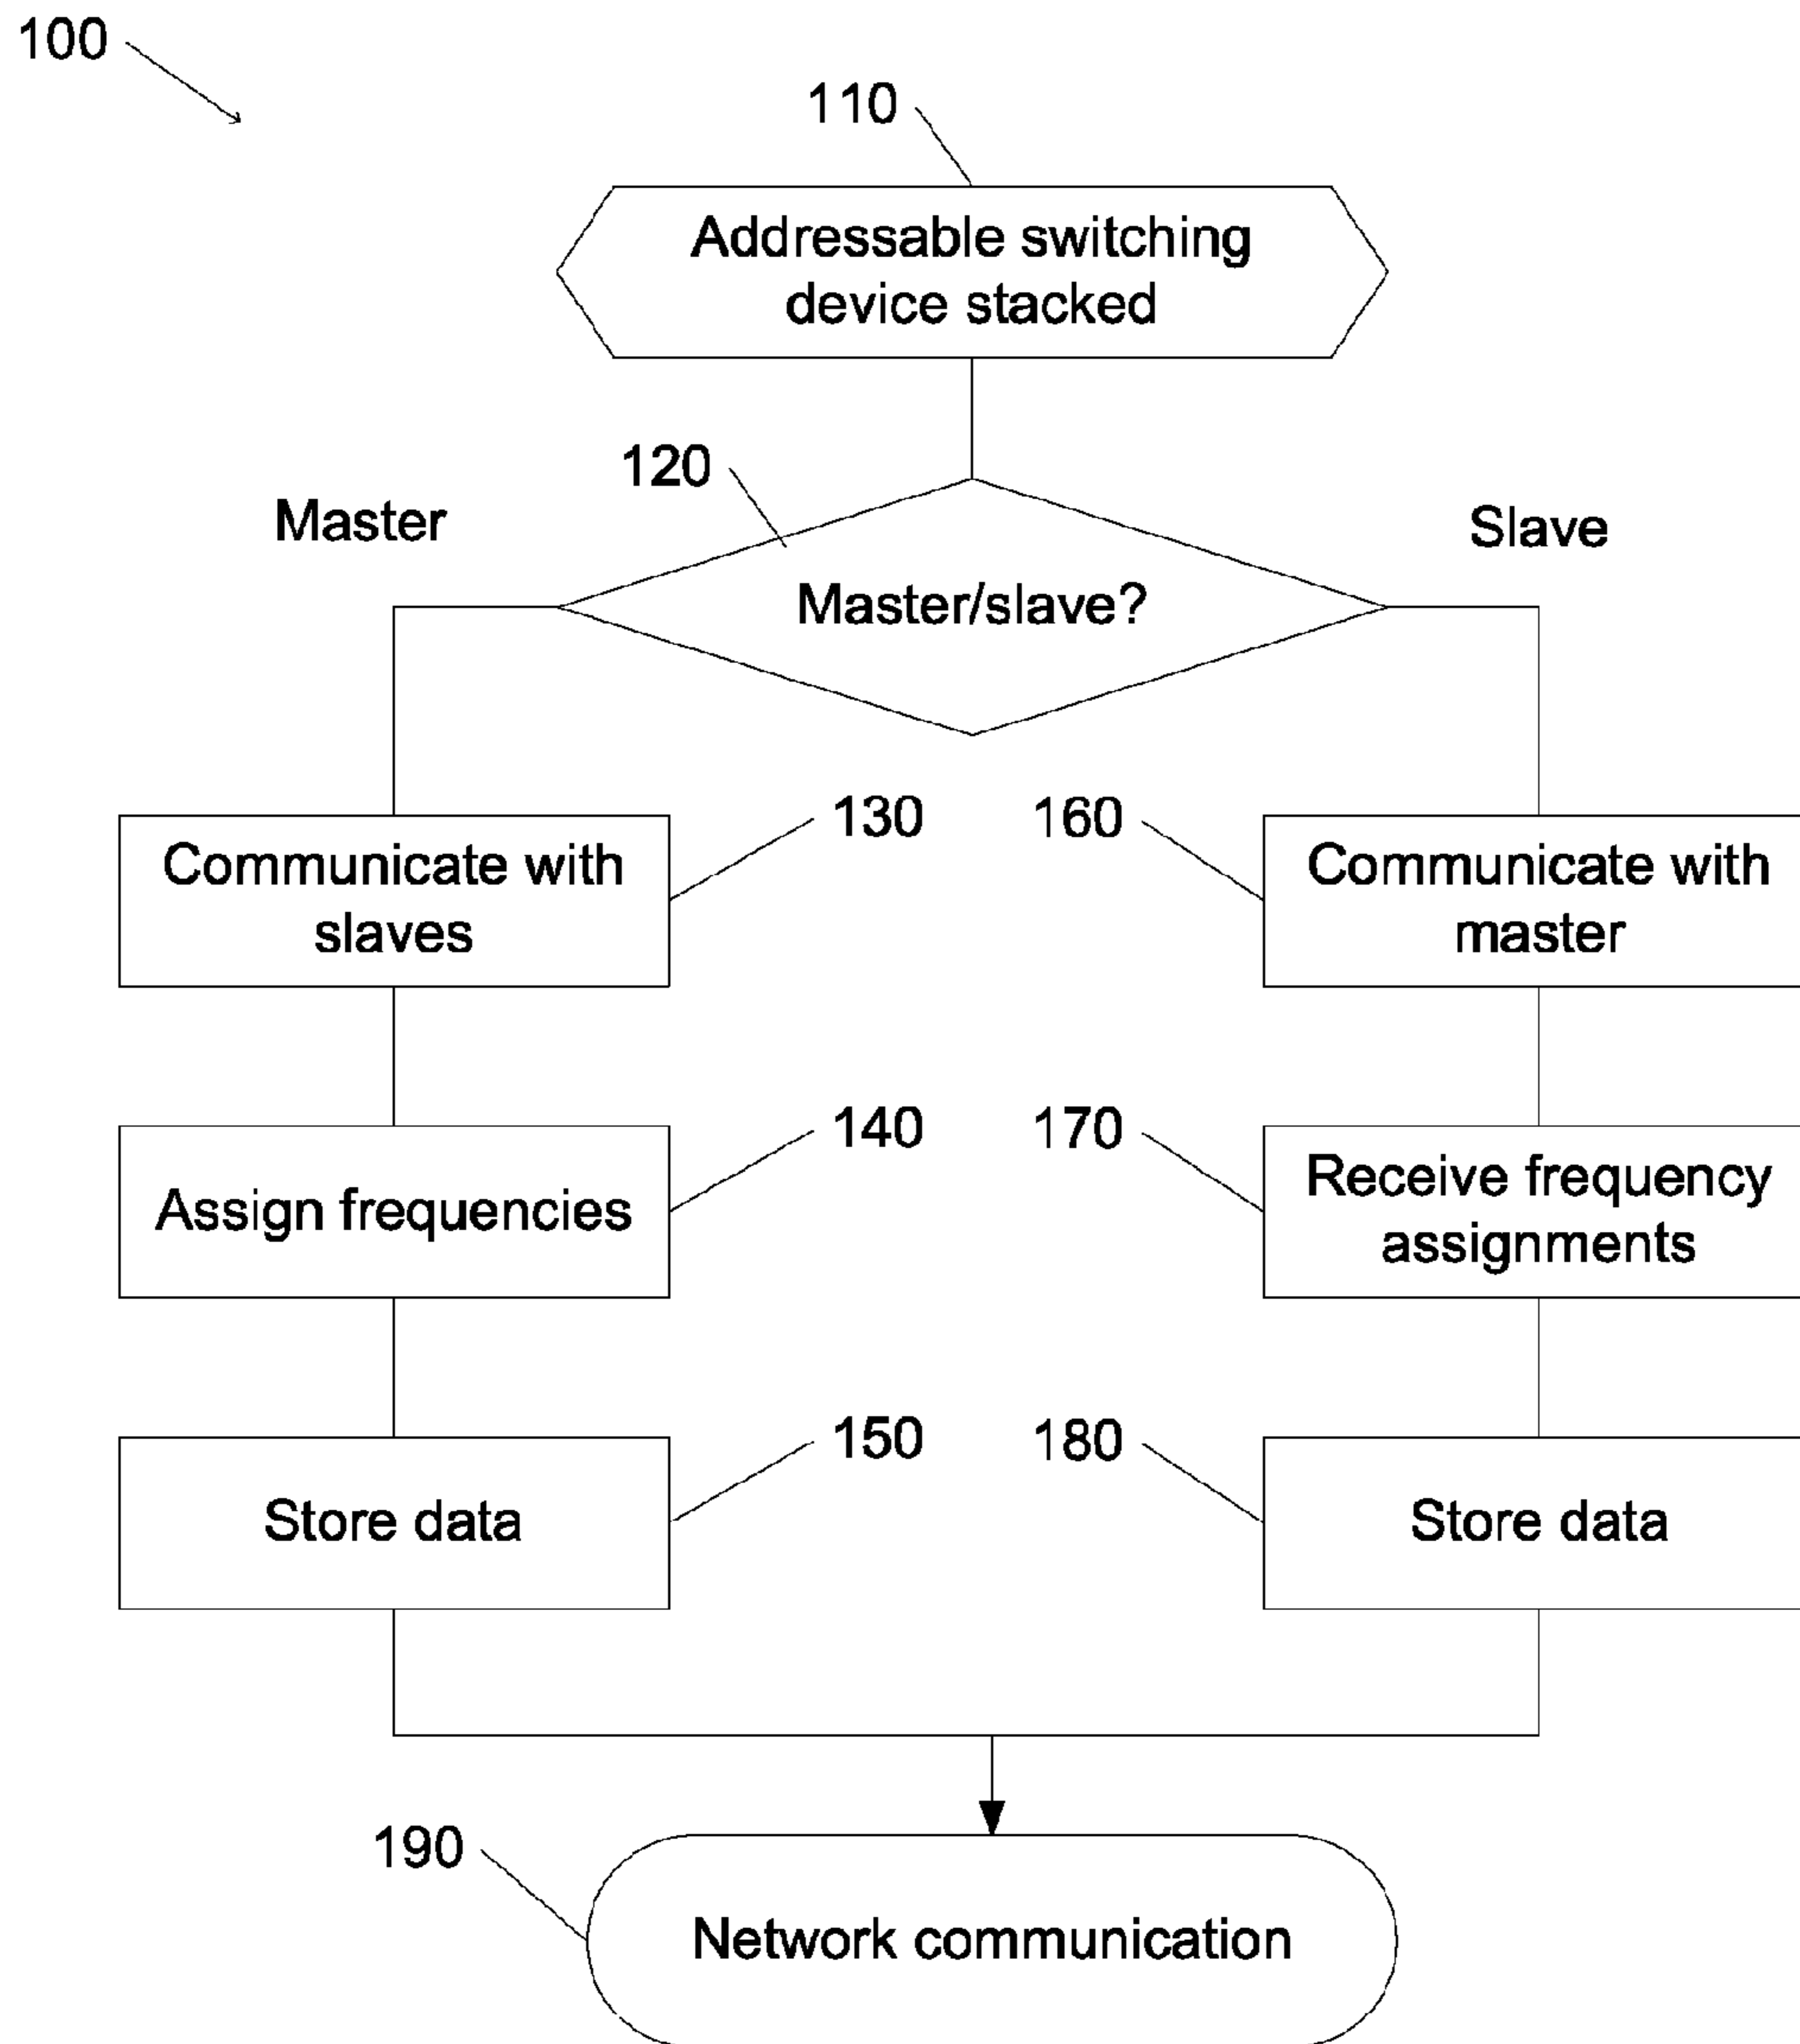 100
110
Addressable switching
device stacked
120
Master
Slave
Master/slave?
130
160
Communicate with
slaves
Communicate with
master
140
170
Assign frequencies
Receive frequency
assignments
150
180
Store data
Store data
190
Network communication